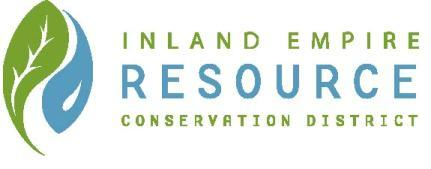 INLAND EMPIRE
RESOURCE
CONSERVATION DISTRICT